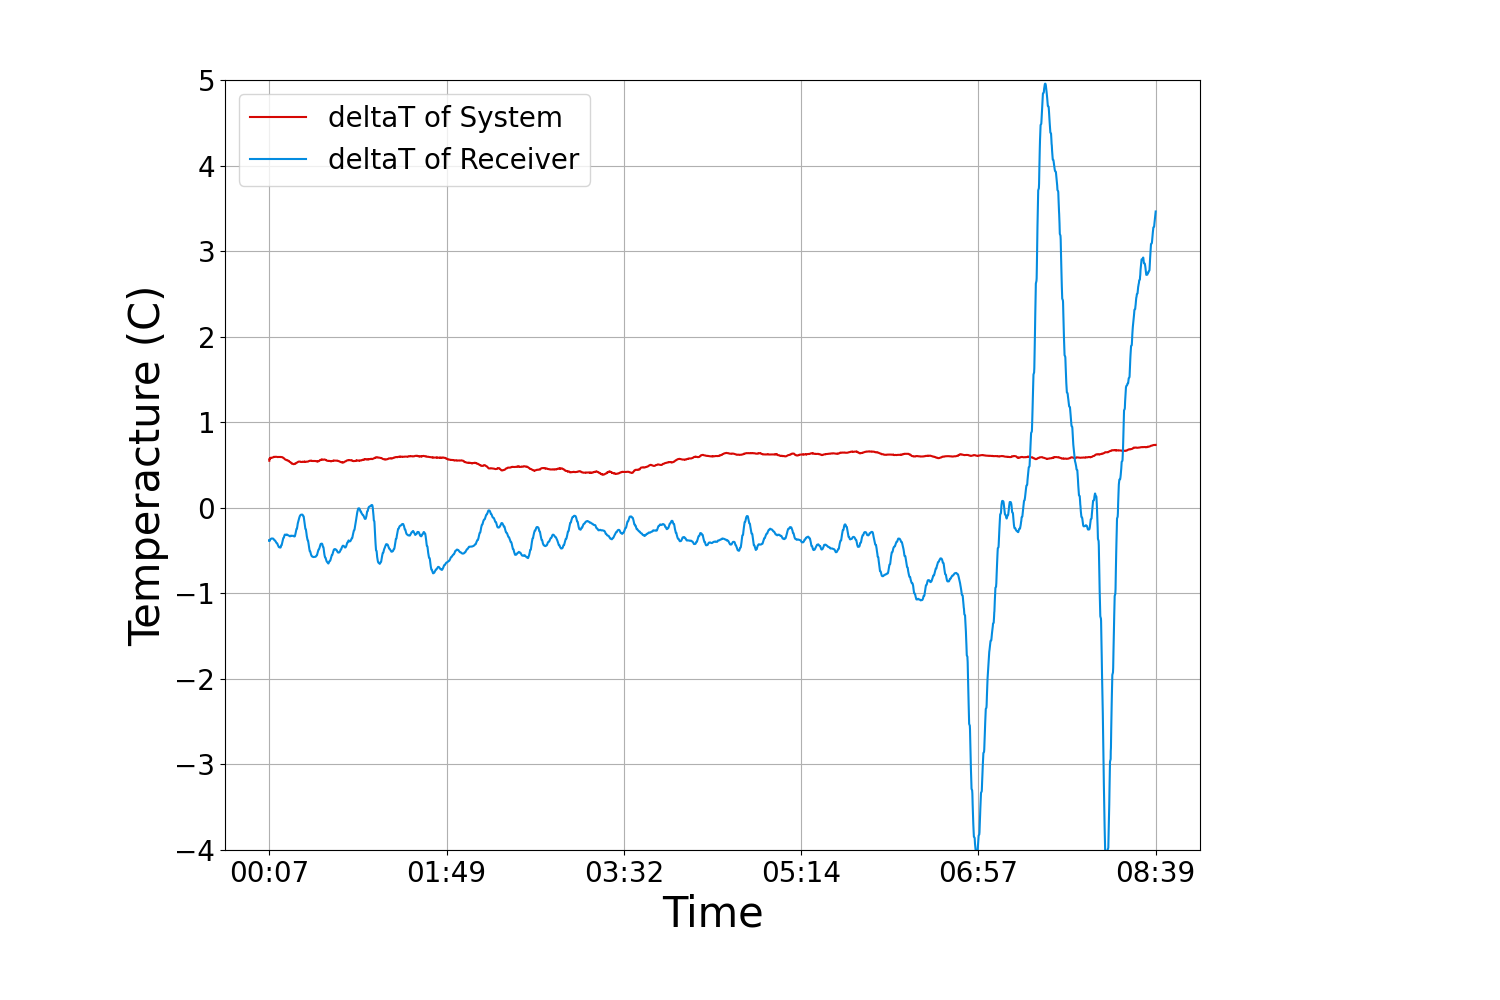 deltaT of System
deltaT of Receiver
5
4
3
2
1
0
−1
−2
−3
−4
Temperacture (C)
00:07 01:49 03:32 05:14 06:57 08:39
Time